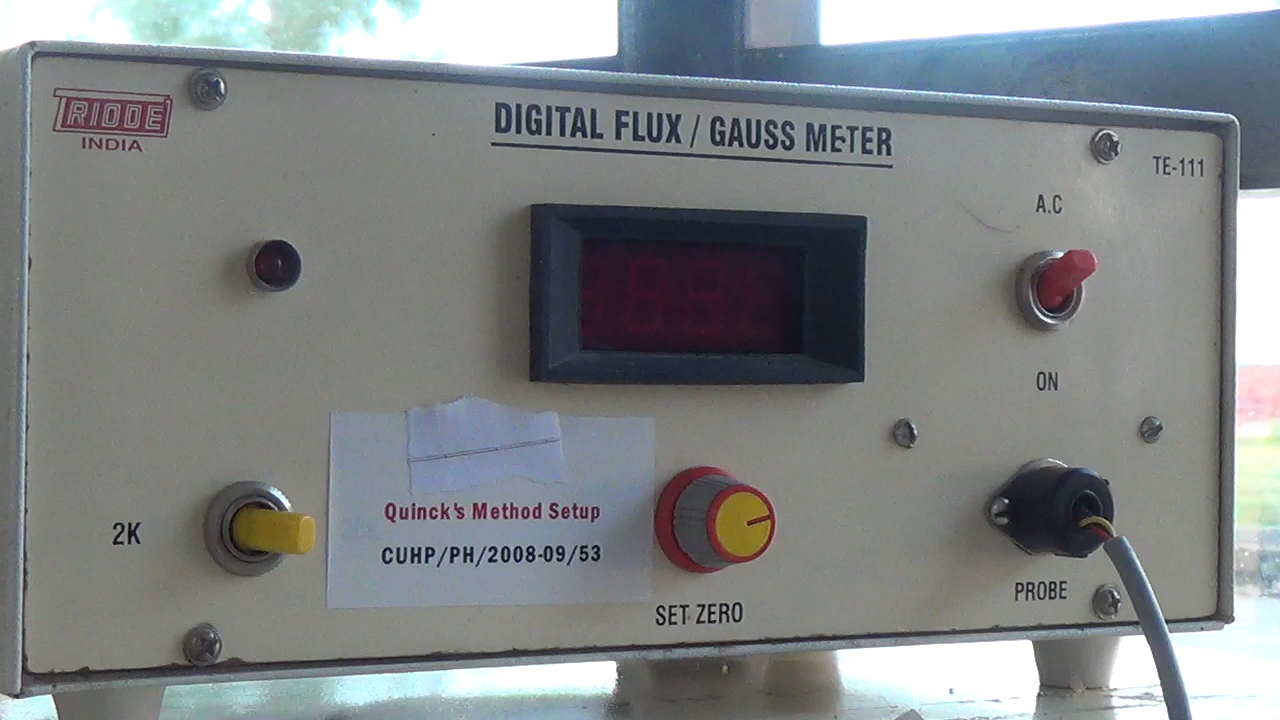 TRIODE
INDIA
DIGITAL FLUX / GAUSS METER
TE-111
A.C
ON
2K
Quinck's Method Setup
CUHP/PH/2008-09/53
SET ZERO
PROBE